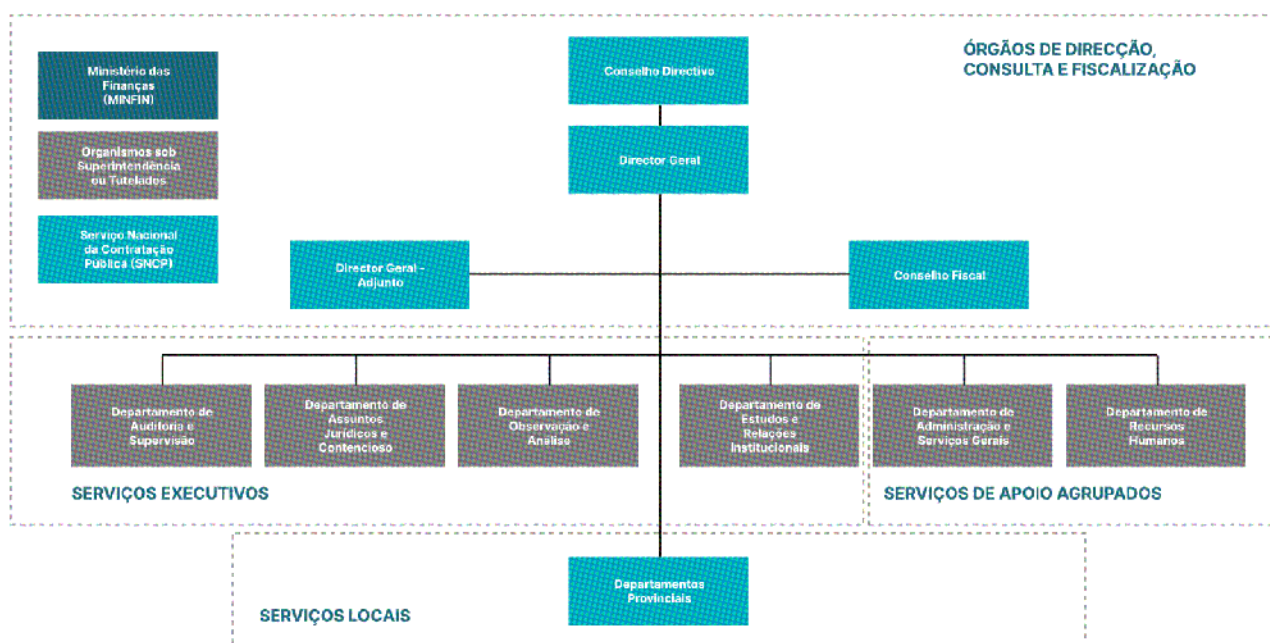 ÓRGÃOS DE DIRECÇÃO,
CONSULTA E FISCALIZAÇÃO
Ministério das
Finanças
(MINFIN)
Organismos sob
Superintendência
ou Tutelados
Serviço Nacional
da Contratação
Pública (SNCP)
Conselho Directivo
Director Geral
Director Geral –
Adjunto
Conselho Fiscal
Departamento de
Auditoria e
Supervisão
Departamento de
Assuntos
Jurídicos e
Contencioso
Departamento de
Observação e
Análise
Departamento de
Estudos e
Relações
Institucionais
Departamento de
Administração e
Serviços Gerais
Departamento de
Recursos
Humanos
SERVIÇOS EXECUTIVOS
SERVIÇOS DE APOIO AGRUPADOS
Departamentos
Provinciais
SERVIÇOS LOCAIS